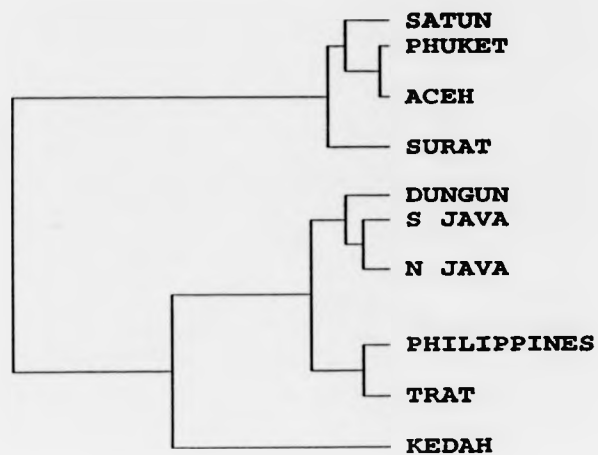 SATUN
PHUKET
ACEH
SURAT
DUNGUN
S JAVA
N JAVA
PHILIPPINES
TRAT
KEDAH